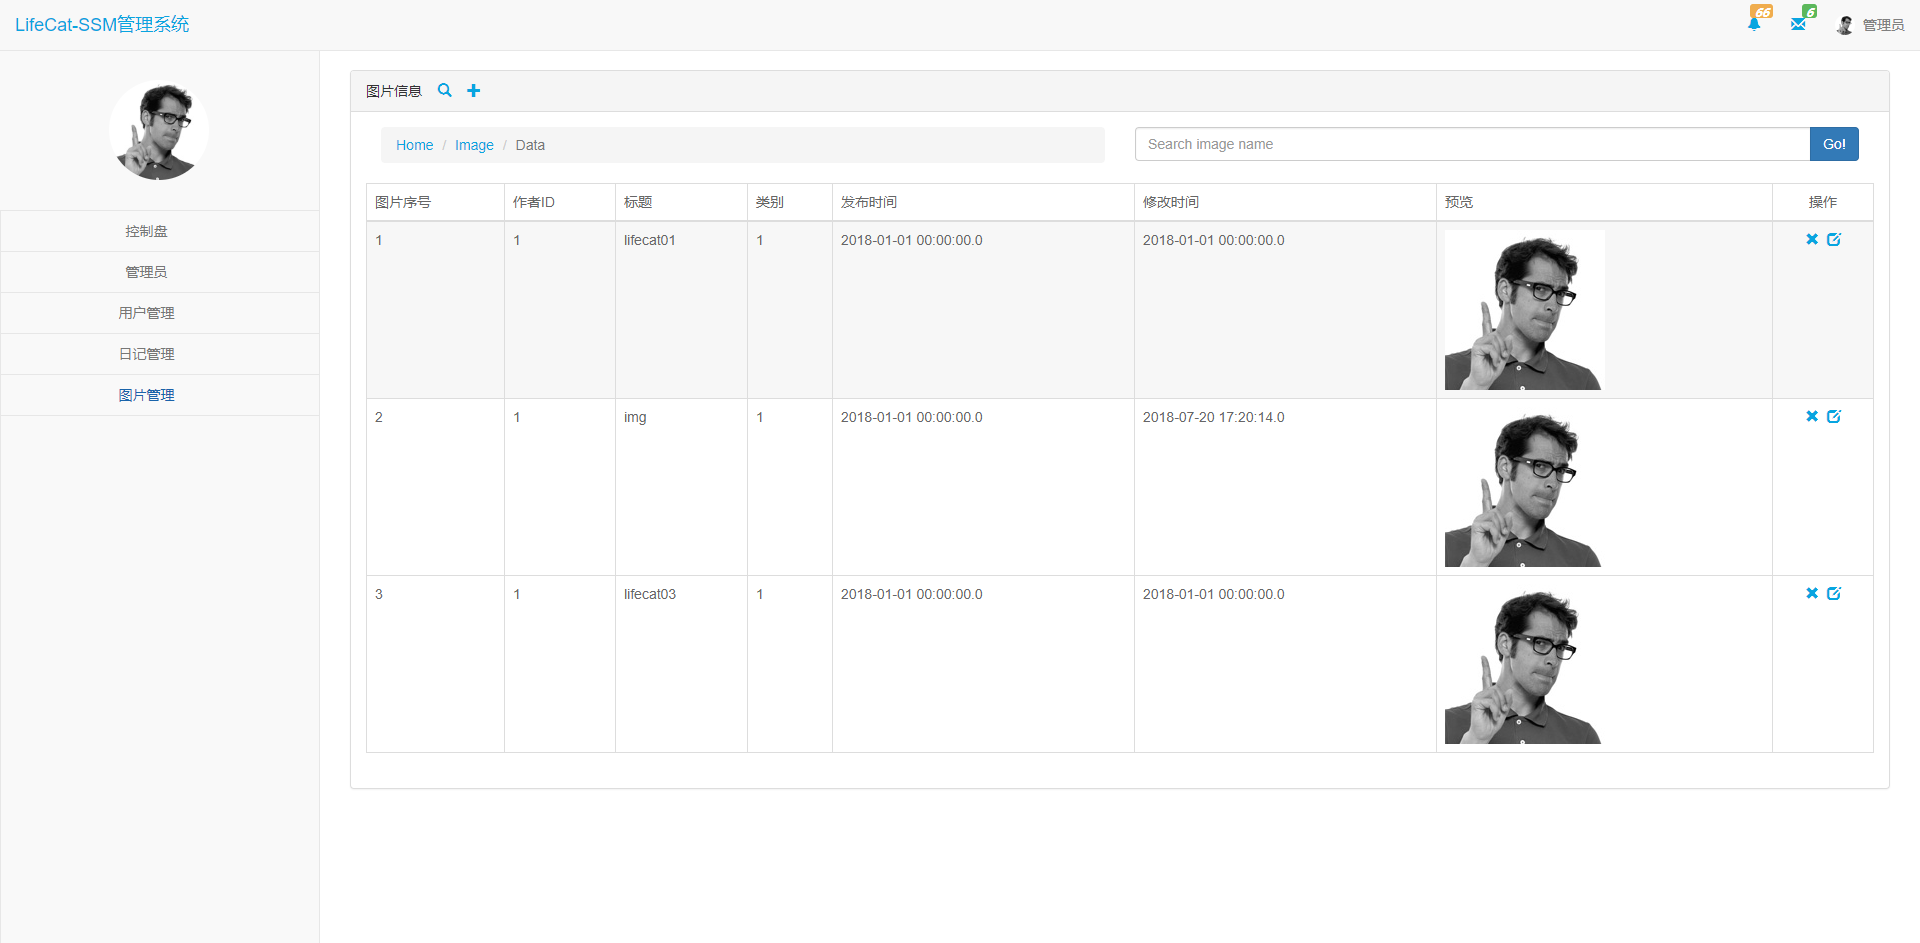 LifeCat-SSM管理系统
66
6
管理员
控制盘
管理员
用户管理
日记管理
图片管理
图片信息
Home / Image / Data
Search image name
Go!
图片序号 作者ID 标题 类别 发布时间 修改时间 预览 操作
1 1 lifecat01 1 2018-01-01 00:00:00.0 2018-01-01 00:00:00.0
2 1 img 1 2018-01-01 00:00:00.0 2018-07-20 17:20:14.0
3 1 lifecat03 1 2018-01-01 00:00:00.0 2018-01-01 00:00:00.0